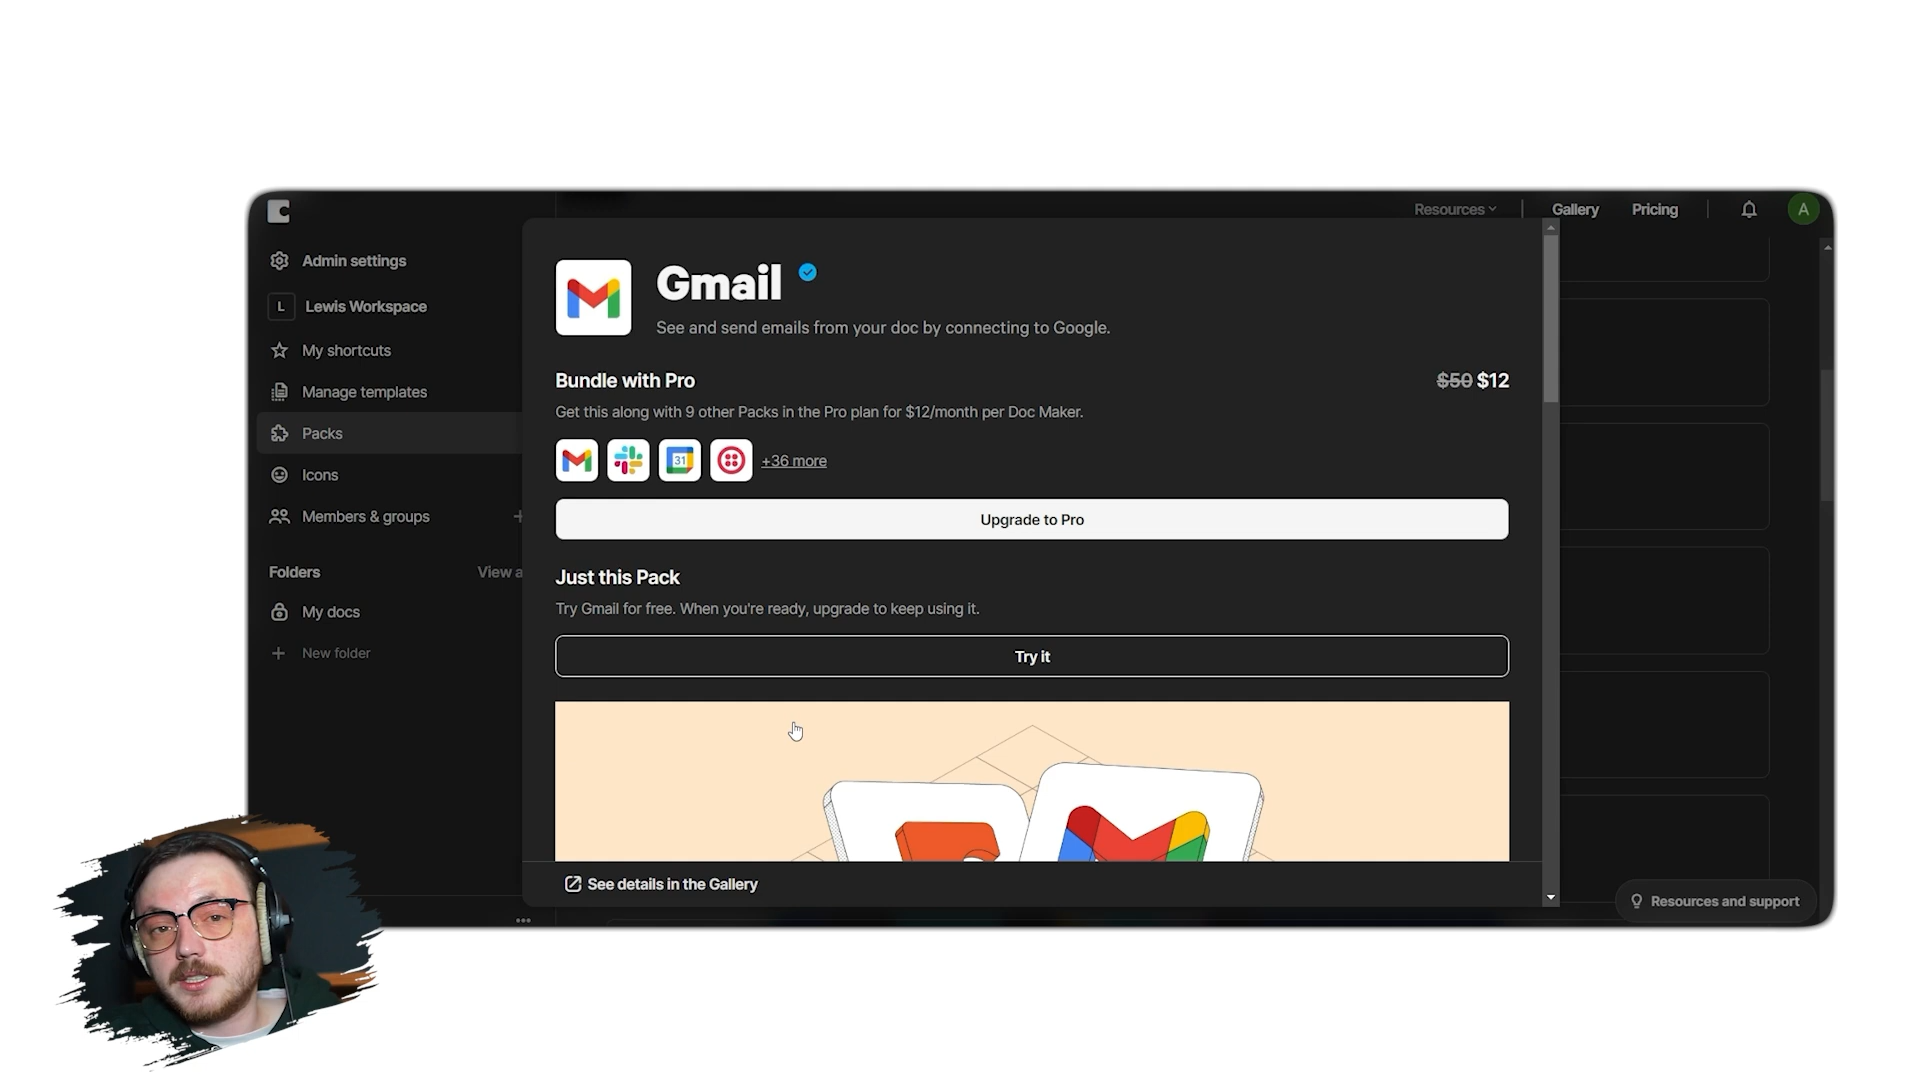 Resources
Gallery
Pricing
A
Admin settings
L
Lewis Workspace
My shortcuts
Manage templates
Packs
Icons
Members & groups
Folders
View a
My docs
New folder
Gmail
See and send emails from your doc by connecting to Google.
Bundle with Pro
$50 $12
Get this along with 9 other Packs in the Pro plan for $12/month per Doc Maker.
31
+36 more
Upgrade to Pro
Just this Pack
Try Gmail for free. When you're ready, upgrade to keep using it.
Try it
See details in the Gallery
Resources and support